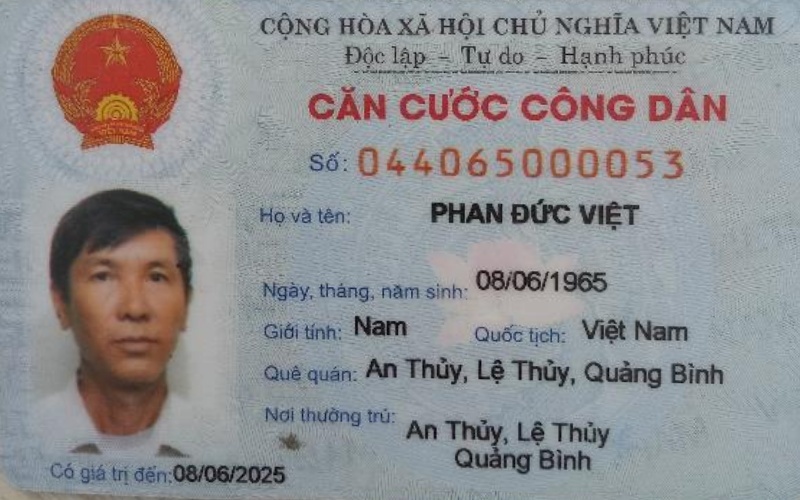 CỘNG HÒA XÃ HỘI CHỦ NGHĨA VIỆT NAM
Độc lập – Tự do – Hạnh phúc
CĂN CƯỚC CÔNG DÂN
Số: 044065000053
Họ và tên: PHAN ĐỨC VIỆT
Ngày, tháng, năm sinh: 08/06/1965
Giới tính: Nam Quốc tịch: Việt Nam
Quê quán: An Thủy, Lệ Thủy, Quảng Bình
Nơi thường trú: An Thủy, Lệ Thủy
Quảng Bình
Có giá trị đến: 08/06/2025